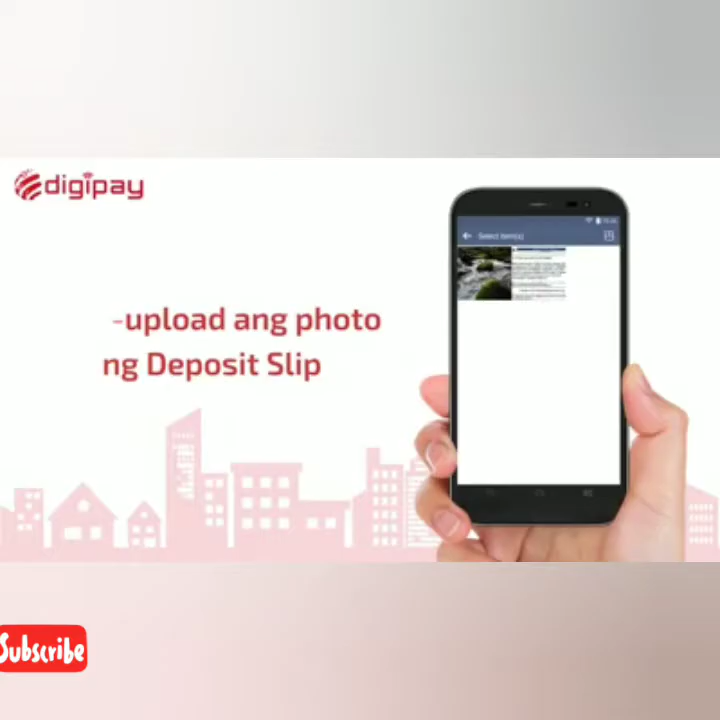 digipay
Select item(s)
-upload ang photo
ng Deposit Slip
Subscribe